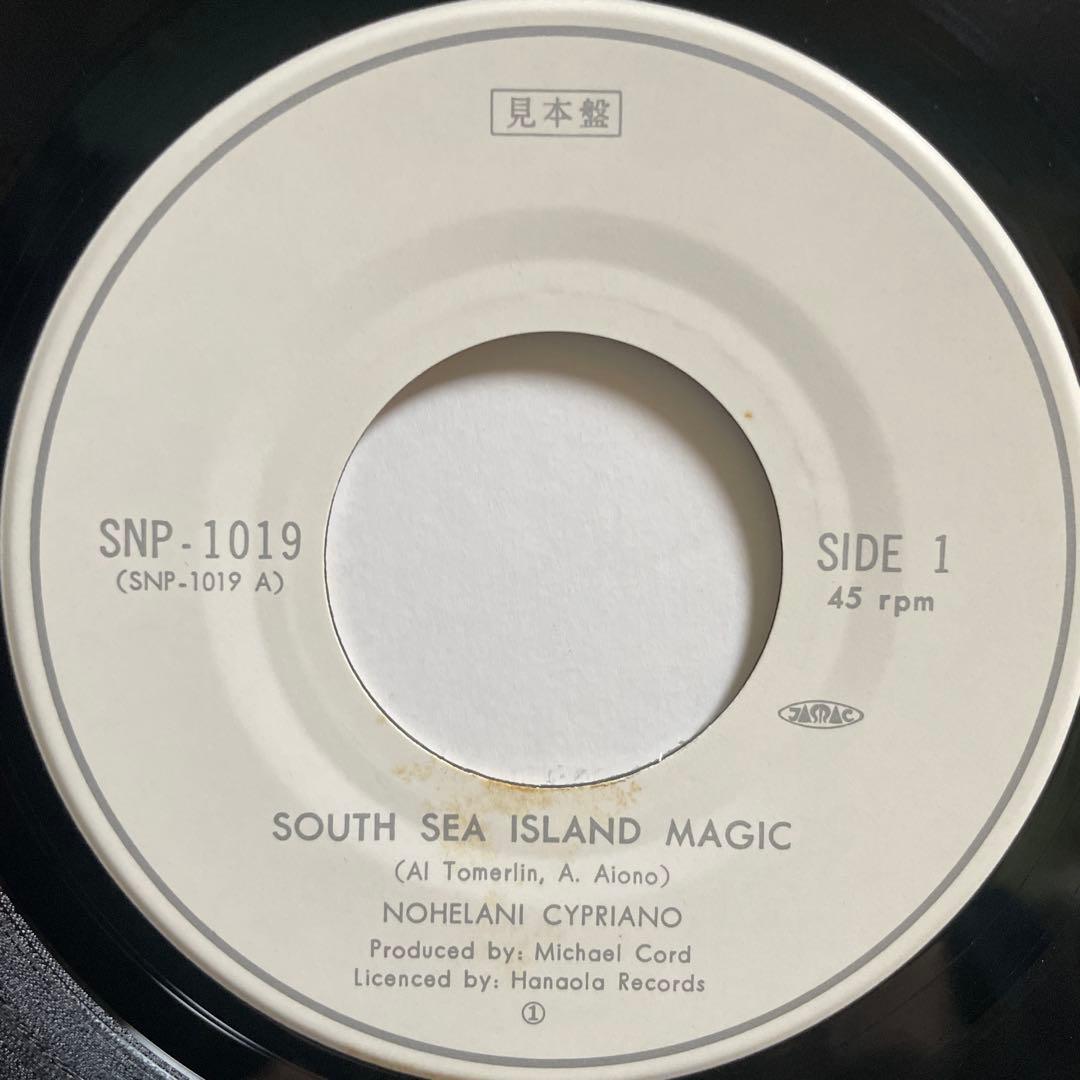 見本盤
SNP-1019
(SNP-1019 A)
SIDE 1
45 rpm
JASRAC
SOUTH SEA ISLAND MAGIC
(Al Tomerlin, A. Aiono)
NOHELANI CYPRIANO
Produced by: Michael Cord
Licenced by: Hanaola Records
①